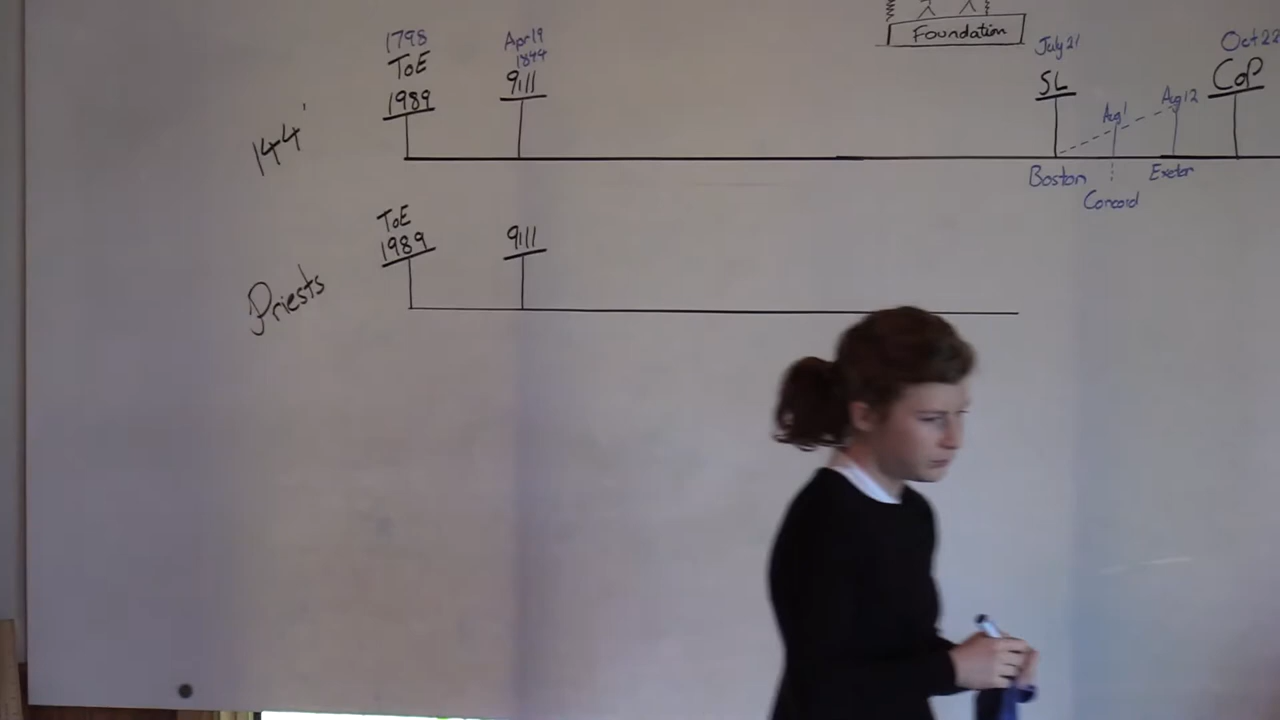 Foundation
1798
ToE
1989
Apr 19
1844
9/11
July 21
SL
Aug 1
Aug 12
Oct 22
CoP
144
Boston
Concord
Exeter
ToE
1989
9/11
Priests